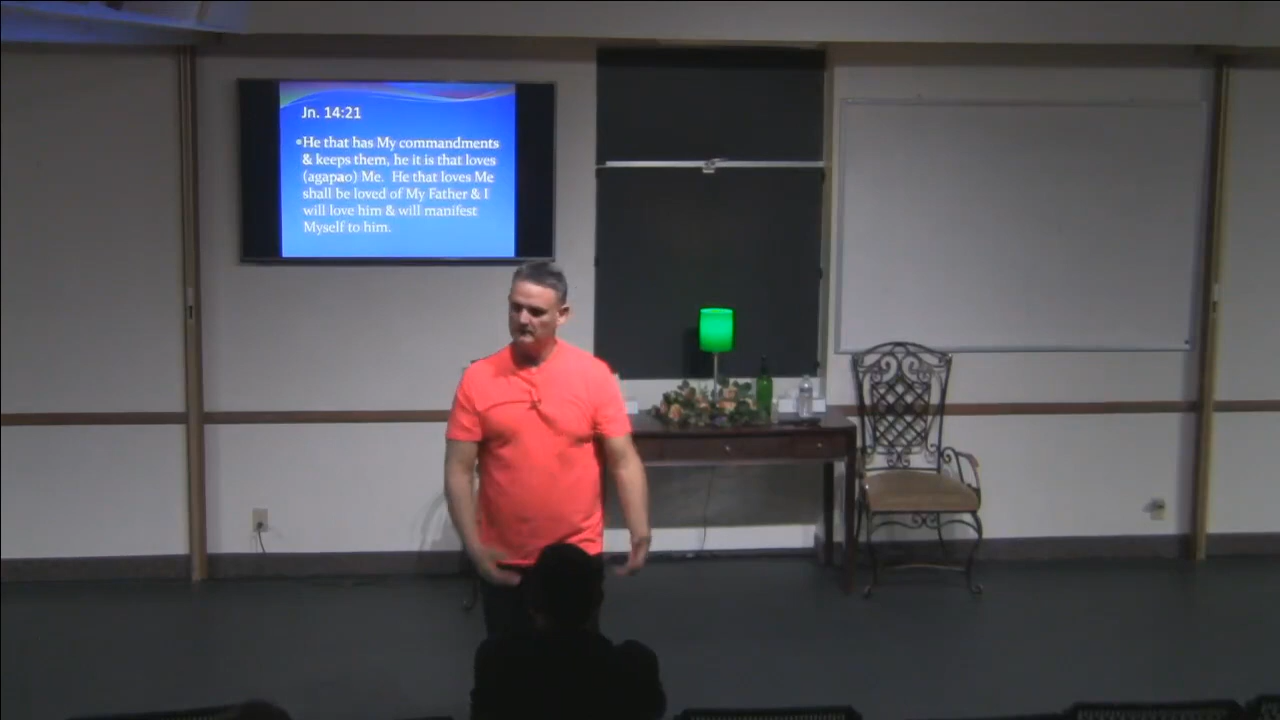 Jn. 14:21
•He that has My commandments
& keeps them, he it is that loves
(agapao) Me. He that loves Me
shall be loved of My Father & I
will love him & will manifest
Myself to him.